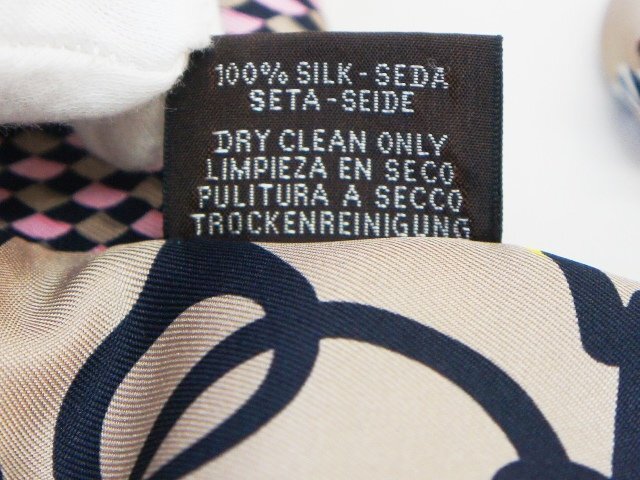 100% SILK - SEDA
SETA - SEIDE
DRY CLEAN ONLY
LIMPIEZA EN SECO
PULITURA A SECCO
TROCKENREINIGUNG